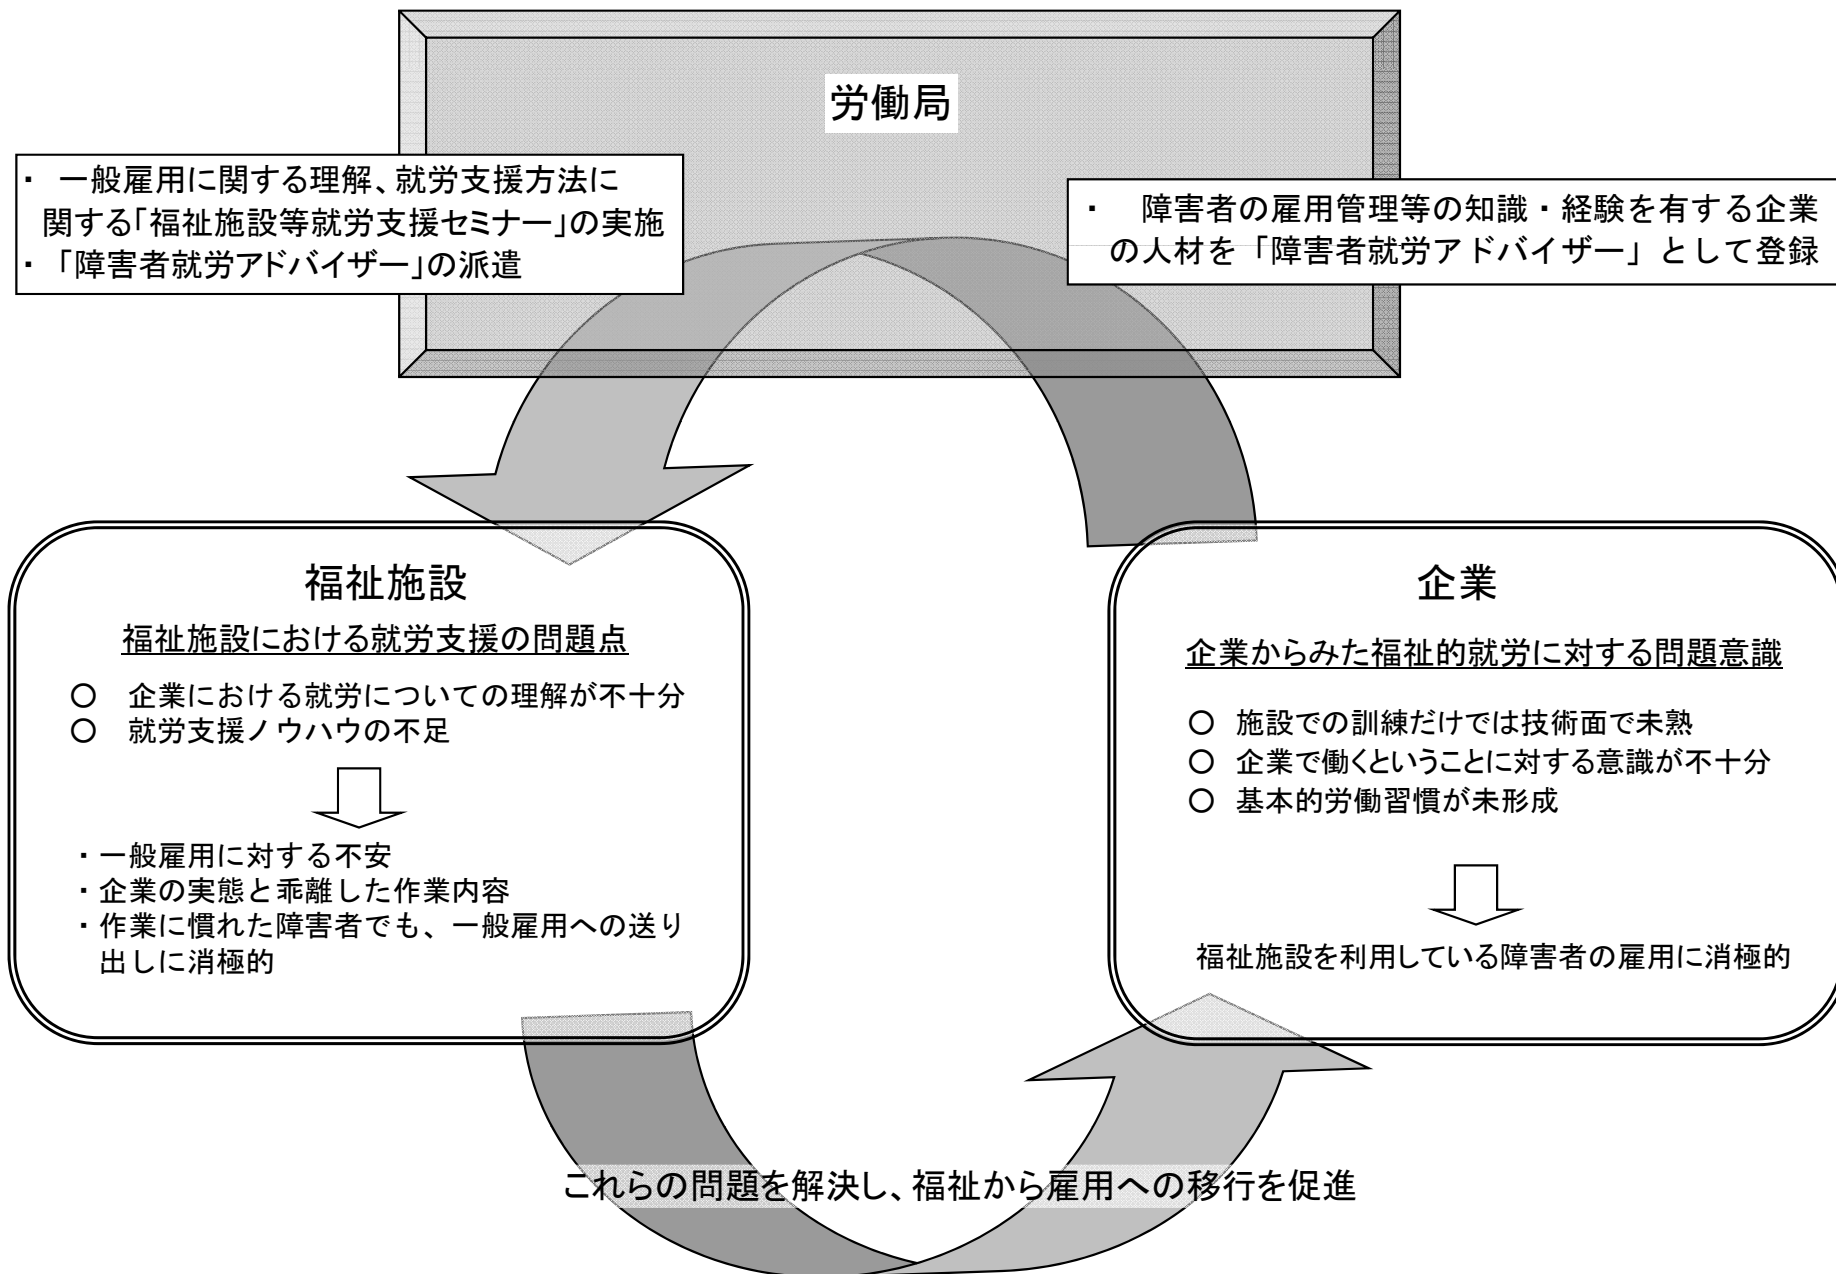 労働局
・ 一般雇用に関する理解、就労支援方法に
関する「福祉施設等就労支援セミナー」の実施
・「障害者就労アドバイザー」の派遣
・ 障害者の雇用管理等の知識・経験を有する企業
の人材を「障害者就労アドバイザー」として登録
福祉施設
福祉施設における就労支援の問題点
○ 企業における就労についての理解が不十分
○ 就労支援ノウハウの不足
・一般雇用に対する不安
・企業の実態と乖離した作業内容
・作業に慣れた障害者でも、一般雇用への送り
出しに消極的
企業
企業からみた福祉的就労に対する問題意識
○ 施設での訓練だけでは技術面で未熟
○ 企業で働くということに対する意識が不十分
○ 基本的労働習慣が未形成
福祉施設を利用している障害者の雇用に消極的
これらの問題を解決し、福祉から雇用への移行を促進